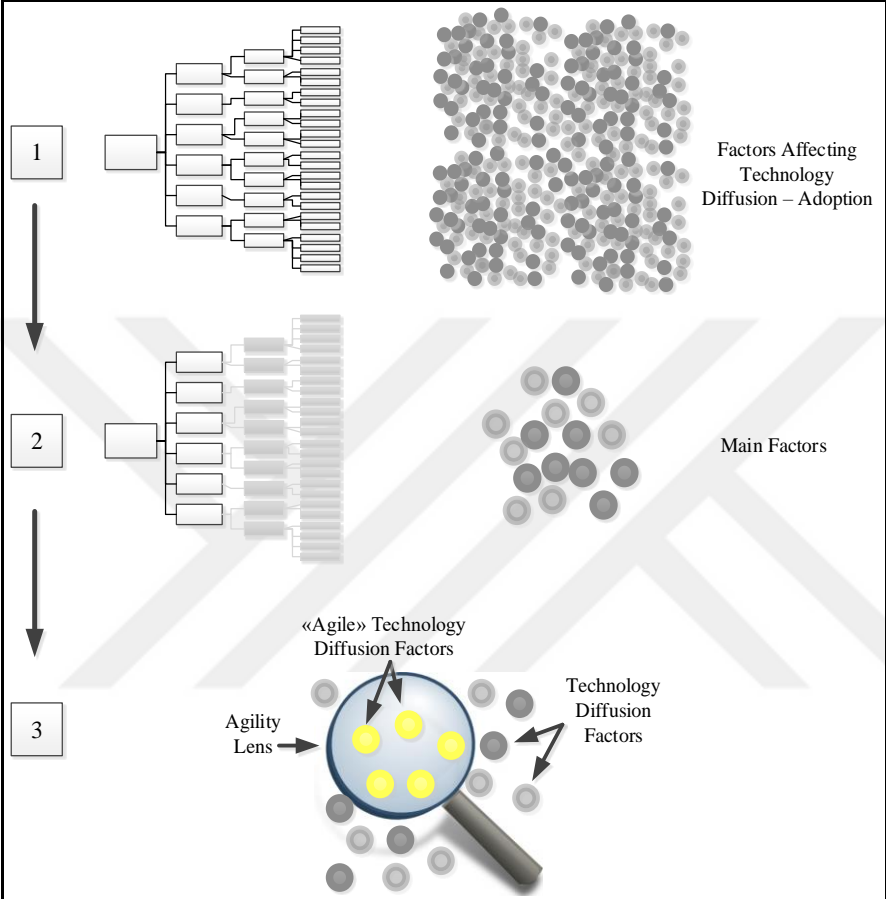 1
Factors Affecting
Technology
Diffusion – Adoption
2
Main Factors
3
«Agile» Technology
Diffusion Factors
Agility
Lens
Technology
Diffusion
Factors